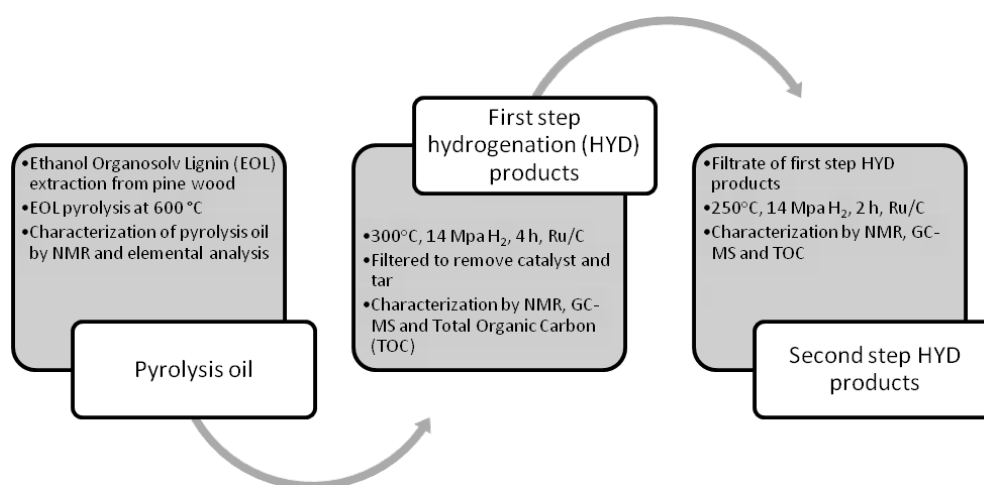 •Ethanol Organosolv Lignin (EOL)
extraction from pine wood
•EOL pyrolysis at 600 °C
•Characterization of pyrolysis oil
by NMR and elemental analysis
Pyrolysis oil
First step
hydrogenation (HYD)
products
•300°C, 14 Mpa H₂, 4 h, Ru/C
•Filtered to remove catalyst and
tar
•Characterization by NMR, GC-
MS and Total Organic Carbon
(TOC)
•Filtrate of first step HYD
products
•250°C, 14 Mpa H₂, 2 h, Ru/C
•Characterization by NMR, GC-
MS and TOC
Second step HYD
products